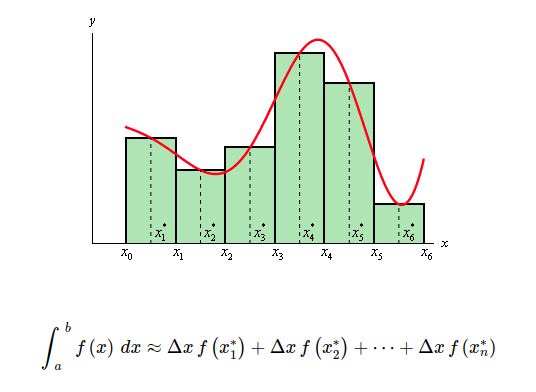 y
x₁* x₂* x₃* x₄* x₅* x₆*
x
x₀ x₁ x₂ x₃ x₄ x₅ x₆
∫ₐᵇ f (x) dx ≈ Δx f (x₁*) + Δx f (x₂*) + ⋯ + Δx f (xₙ*)